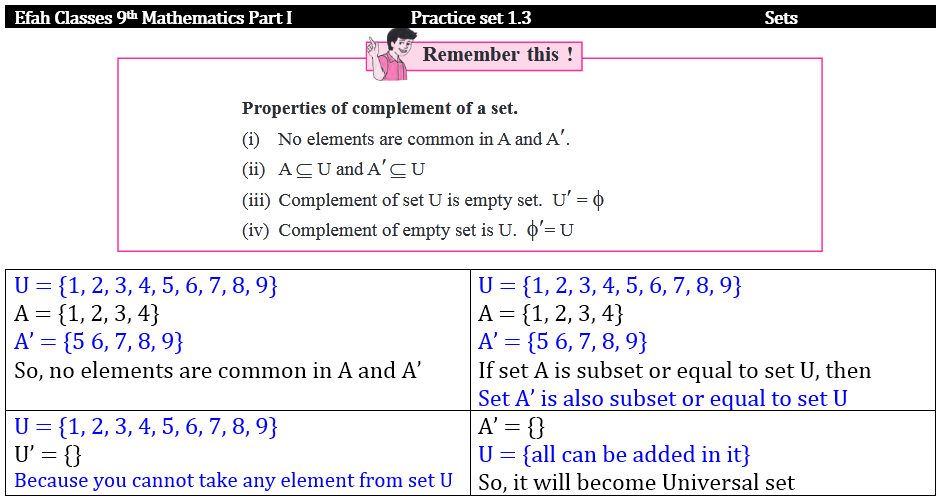 Efah Classes 9th Mathematics Part I Practice set 1.3 Sets
Remember this !
Properties of complement of a set.
(i) No elements are common in A and A′.
(ii) A ⊆ U and A′ ⊆ U
(iii) Complement of set U is empty set. U′ = ϕ
(iv) Complement of empty set is U. ϕ′= U
U = {1, 2, 3, 4, 5, 6, 7, 8, 9}
A = {1, 2, 3, 4}
A’ = {5 6, 7, 8, 9}
So, no elements are common in A and A’
U = {1, 2, 3, 4, 5, 6, 7, 8, 9}
A = {1, 2, 3, 4}
A’ = {5 6, 7, 8, 9}
If set A is subset or equal to set U, then
Set A’ is also subset or equal to set U
U = {1, 2, 3, 4, 5, 6, 7, 8, 9}
U’ = {}
Because you cannot take any element from set U
A’ = {}
U = {all can be added in it}
So, it will become Universal set